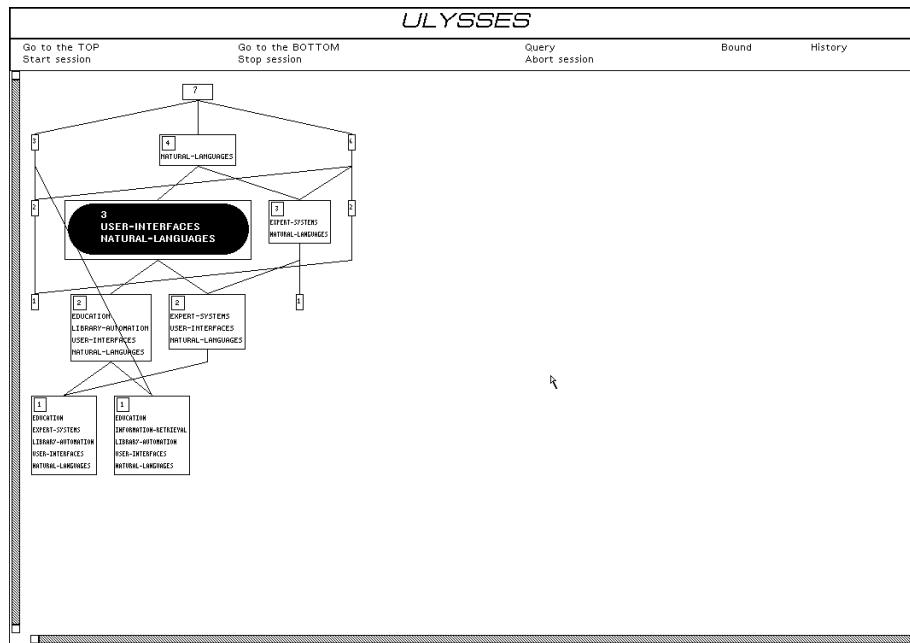 ULYSSES
Go to the TOP Go to the BOTTOM Query Bound History
Start session Stop session Abort session
7
3
4
NATURAL-LANGUAGES
2
3
USER-INTERFACES
NATURAL-LANGUAGES
3
EXPERT-SYSTEMS
NATURAL-LANGUAGES
2
1
2
EDUCATION
LIBRARY-AUTOMATION
USER-INTERFACES
NATURAL-LANGUAGES
2
EXPERT-SYSTEMS
USER-INTERFACES
NATURAL-LANGUAGES
1
1
EDUCATION
EXPERT-SYSTEMS
LIBRARY-AUTOMATION
USER-INTERFACES
NATURAL-LANGUAGES
1
EDUCATION
INFORMATION-RETRIEVAL
LIBRARY-AUTOMATION
USER-INTERFACES
NATURAL-LANGUAGES